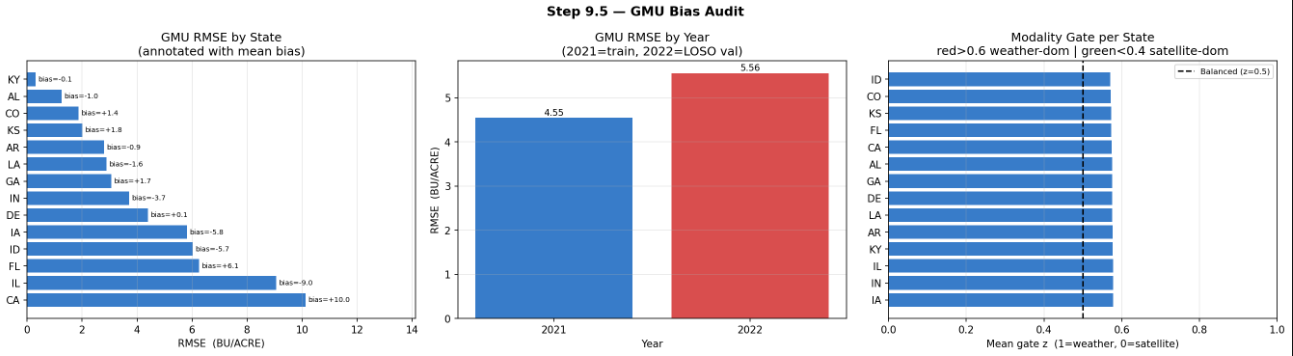 Step 9.5 — GMU Bias Audit
GMU RMSE by State
(annotated with mean bias)
KY
bias=-0.1
AL
bias=-1.0
CO
bias=+1.4
KS
bias=+1.8
AR
bias=-0.9
LA
bias=-1.6
GA
bias=+1.7
IN
bias=-3.7
DE
bias=+0.1
IA
bias=-5.8
ID
bias=-5.7
FL
bias=+6.1
IL
bias=-9.0
CA
bias=+10.0
0 2 4 6 8 10 12 14
RMSE (BU/ACRE)
GMU RMSE by Year
(2021=train, 2022=LOSO val)
RMSE (BU/ACRE)
5
4
3
2
1
0
4.55
5.56
2021 2022
Year
Modality Gate per State
red>0.6 weather-dom | green<0.4 satellite-dom
Balanced (z=0.5)
ID
CO
KS
FL
CA
AL
GA
DE
LA
AR
KY
IL
IN
IA
0.0 0.2 0.4 0.6 0.8 1.0
Mean gate z (1=weather, 0=satellite)